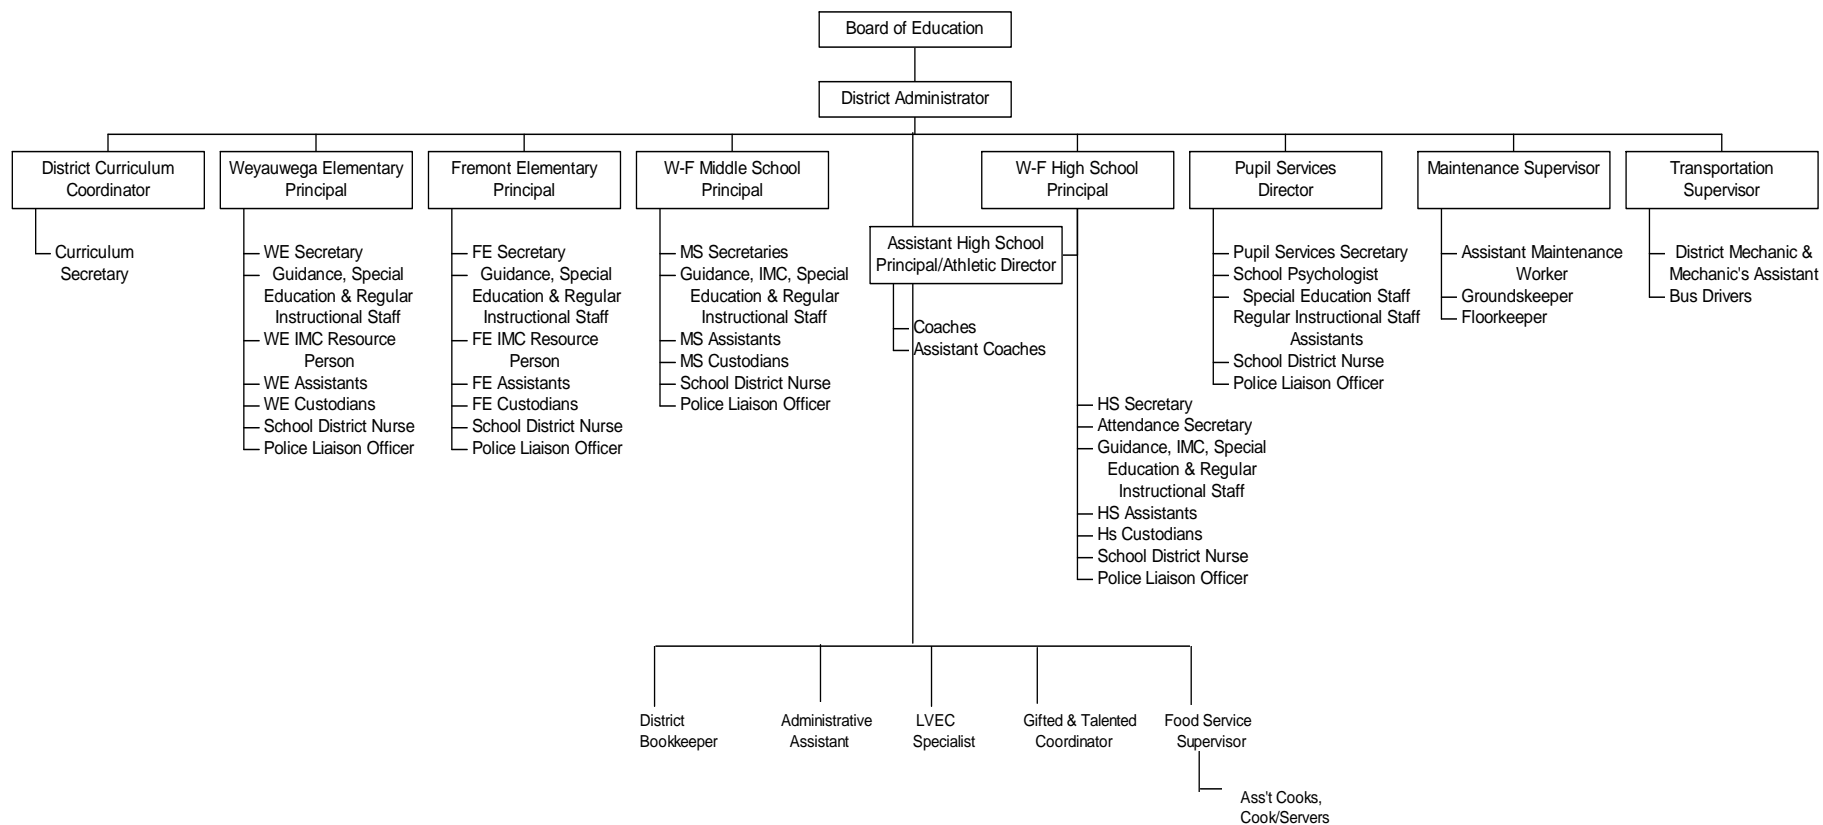 Board of Education
District Administrator
District Curriculum
Coordinator
Curriculum
Secretary
Weyauwega Elementary
Principal
WE Secretary
Guidance, Special
Education & Regular
Instructional Staff
WE IMC Resource
Person
WE Assistants
WE Custodians
School District Nurse
Police Liaison Officer
Fremont Elementary
Principal
FE Secretary
Guidance, Special
Education & Regular
Instructional Staff
FE IMC Resource
Person
FE Assistants
FE Custodians
School District Nurse
Police Liaison Officer
W-F Middle School
Principal
MS Secretaries
Guidance, IMC, Special
Education & Regular
Instructional Staff
MS Assistants
MS Custodians
School District Nurse
Police Liaison Officer
Assistant High School
Principal/Athletic Director
Coaches
Assistant Coaches
W-F High School
Principal
HS Secretary
Attendance Secretary
Guidance, IMC, Special
Education & Regular
Instructional Staff
HS Assistants
Hs Custodians
School District Nurse
Police Liaison Officer
Pupil Services
Director
Pupil Services Secretary
School Psychologist
Special Education Staff
Regular Instructional Staff
Assistants
School District Nurse
Police Liaison Officer
Maintenance Supervisor
Assistant Maintenance
Worker
Groundskeeper
Floorkeeper
Transportation
Supervisor
District Mechanic &
Mechanic's Assistant
Bus Drivers
District
Bookkeeper
Administrative
Assistant
LVEC
Specialist
Gifted & Talented
Coordinator
Food Service
Supervisor
Ass't Cooks,
Cook/Servers